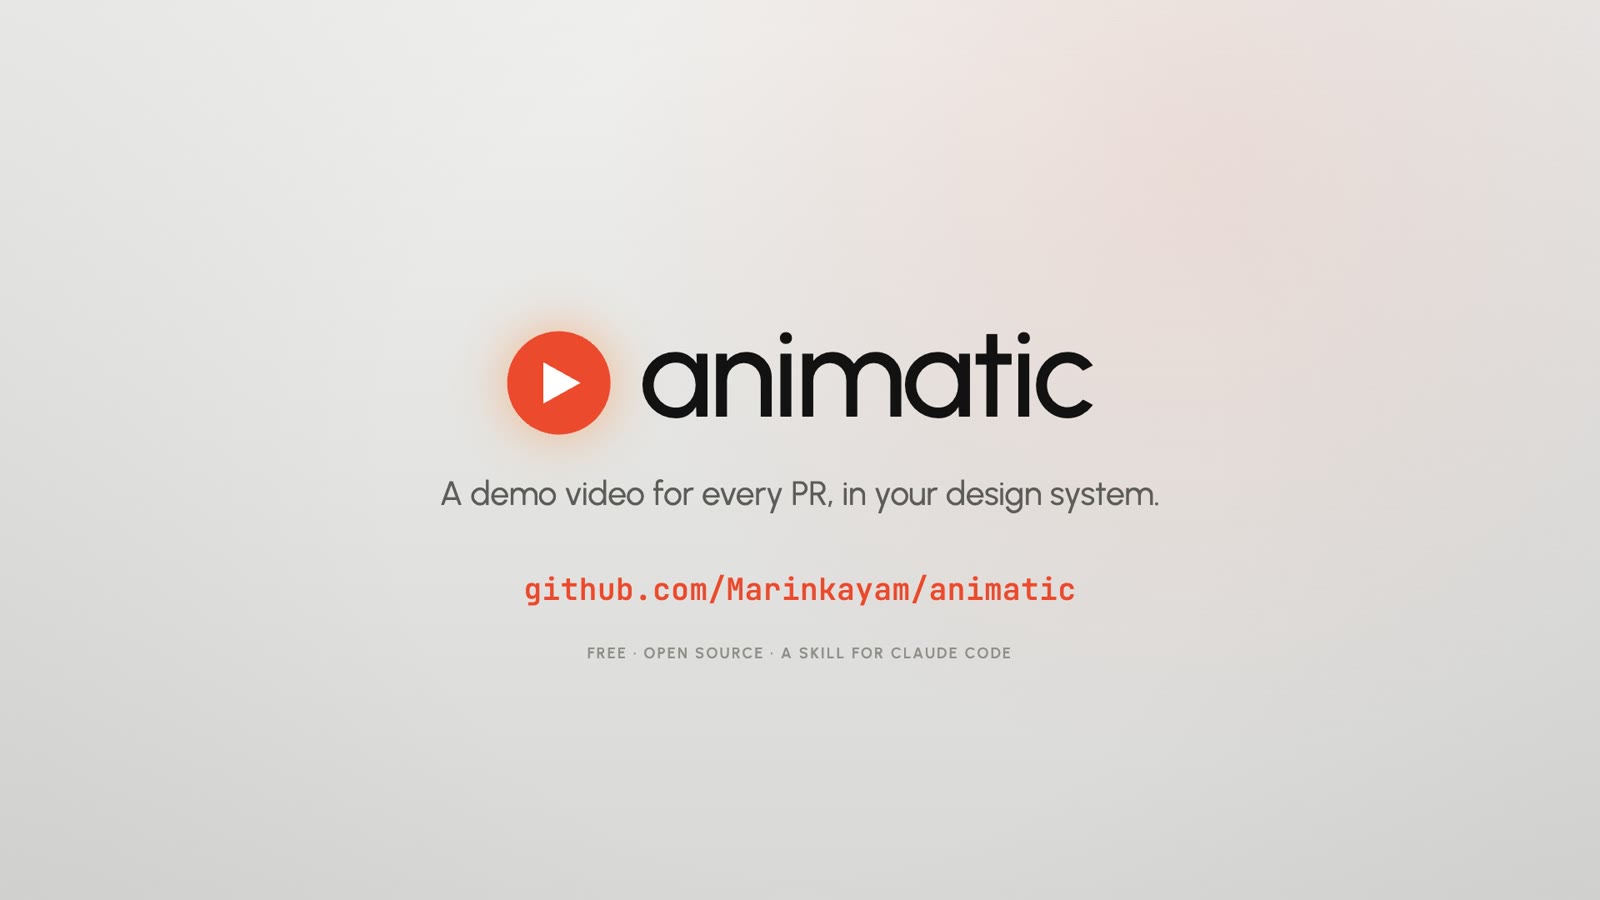 animatic
A demo video for every PR, in your design system.
github.com/Marinkayam/animatic
FREE · OPEN SOURCE · A SKILL FOR CLAUDE CODE